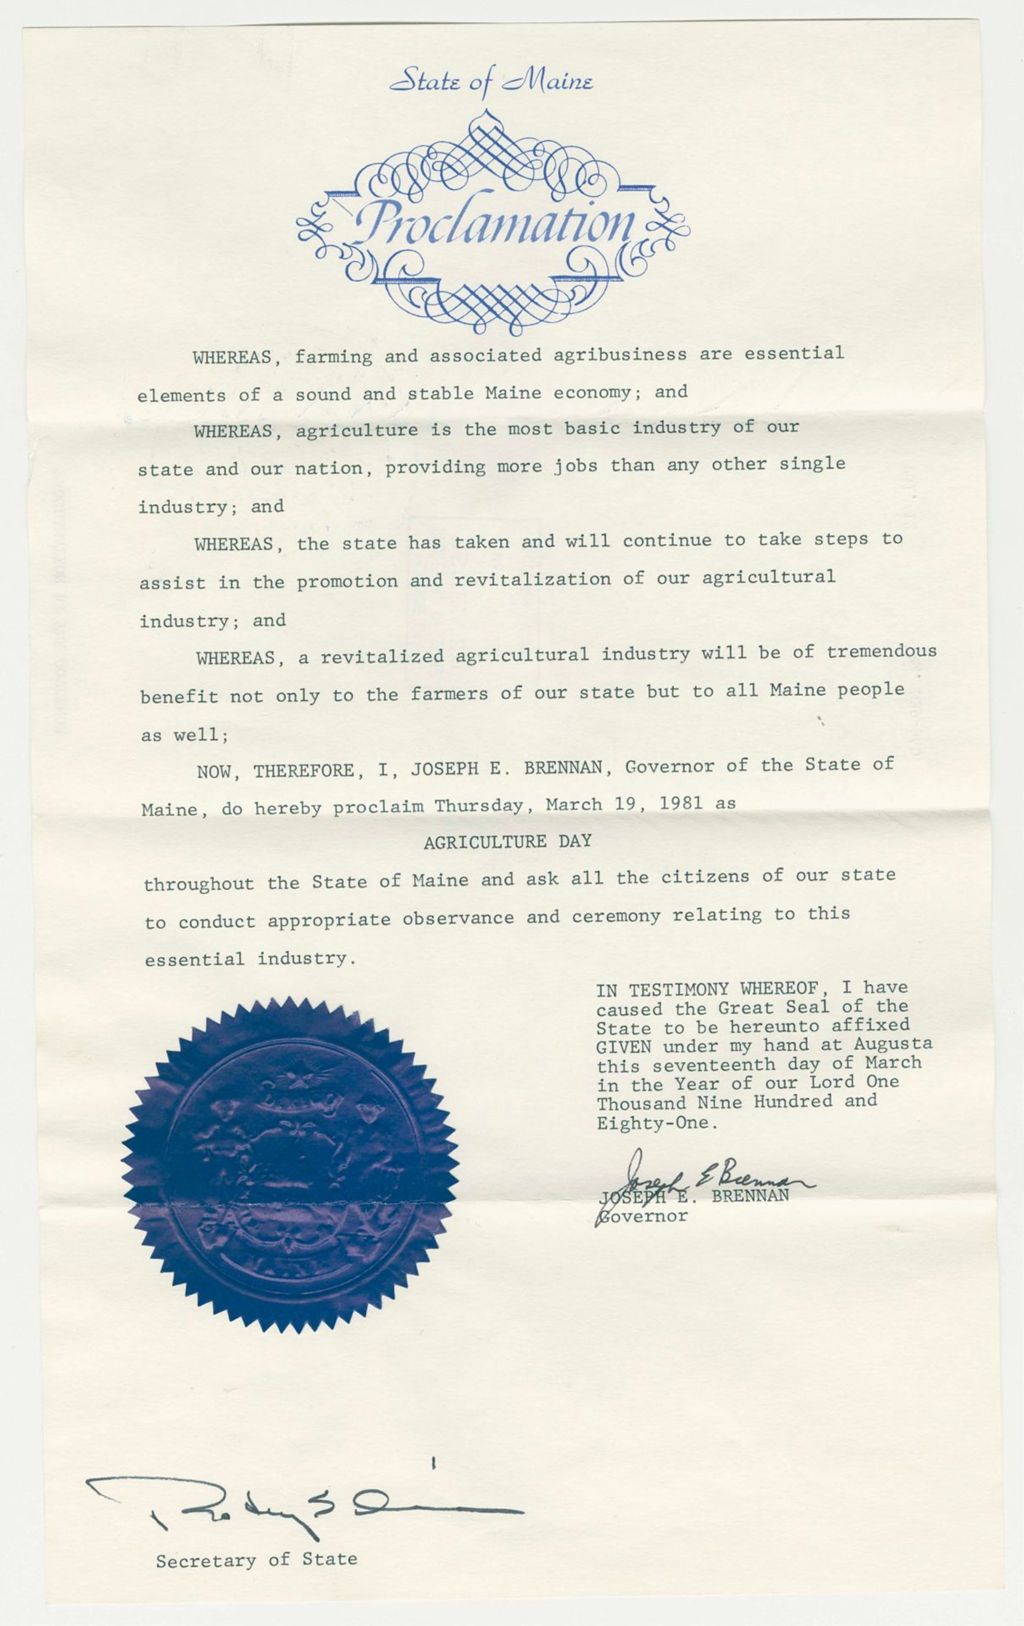 State of Maine
Proclamation
WHEREAS, farming and associated agribusiness are essential
elements of a sound and stable Maine economy; and
WHEREAS, agriculture is the most basic industry of our
state and our nation, providing more jobs than any other single
industry; and
WHEREAS, the state has taken and will continue to take steps to
assist in the promotion and revitalization of our agricultural
industry; and
WHEREAS, a revitalized agricultural industry will be of tremendous
benefit not only to the farmers of our state but to all Maine people
as well;
NOW, THEREFORE, I, JOSEPH E. BRENNAN, Governor of the State of
Maine, do hereby proclaim Thursday, March 19, 1981 as
AGRICULTURE DAY
throughout the State of Maine and ask all the citizens of our state
to conduct appropriate observance and ceremony relating to this
essential industry.
IN TESTIMONY WHEREOF, I have
caused the Great Seal of the
State to be hereunto affixed
GIVEN under my hand at Augusta
this seventeenth day of March
in the Year of our Lord One
Thousand Nine Hundred and
Eighty-One.
Joseph E Brennan
JOSEPH E. BRENNAN
Governor
Secretary of State